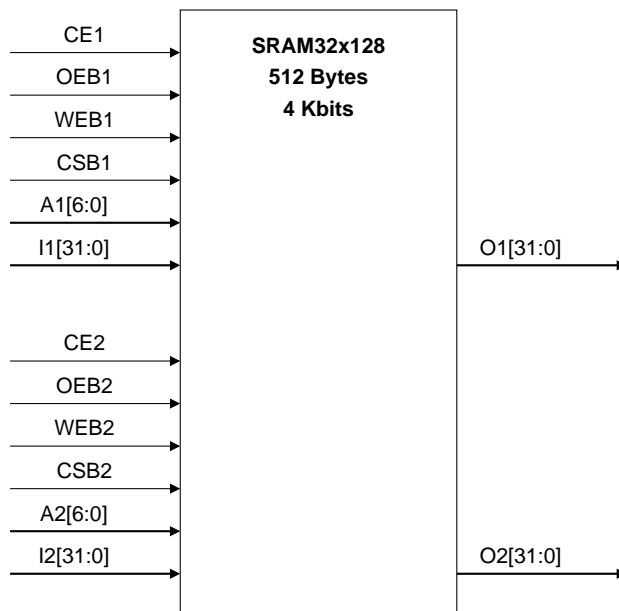 CE1
SRAM32x128
OEB1
512 Bytes
WEB1
4 Kbits
CSB1
A1[6:0]
I1[31:0]
O1[31:0]
CE2
OEB2
WEB2
CSB2
A2[6:0]
I2[31:0]
O2[31:0]